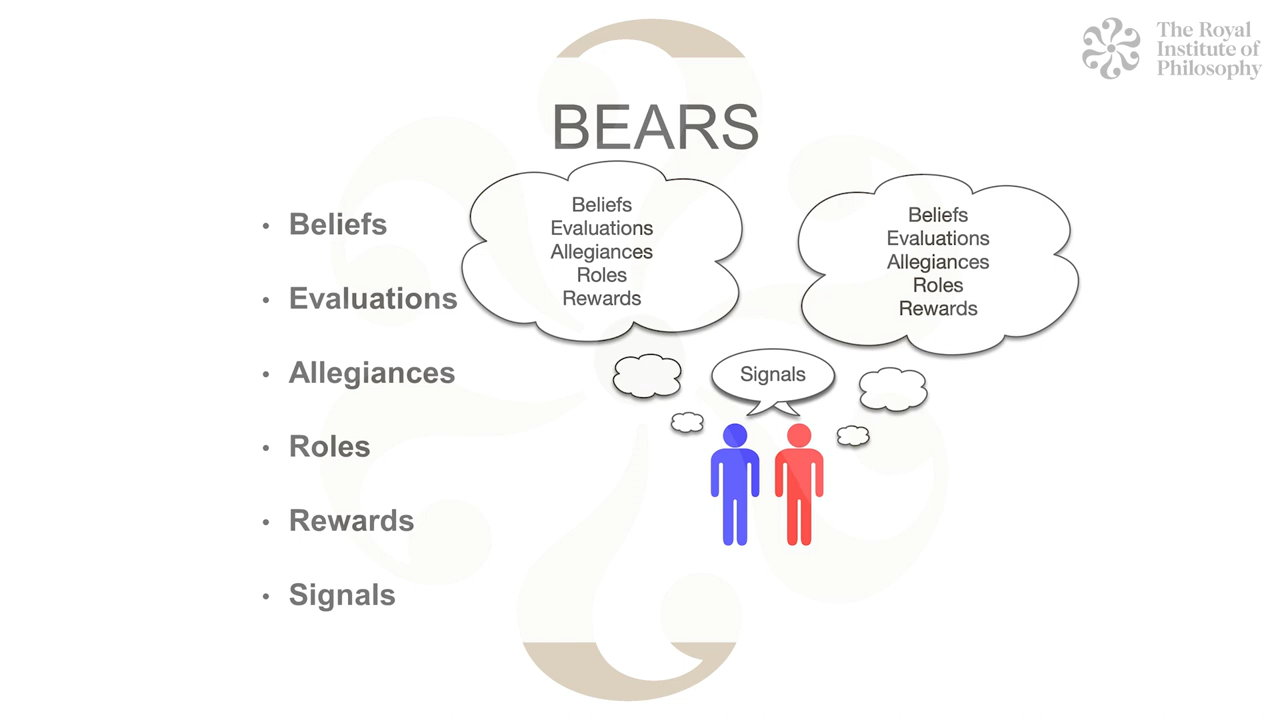 The Royal
Institute of
Philosophy
BEARS
• Beliefs
• Evaluations
• Allegiances
• Roles
• Rewards
• Signals
Beliefs
Evaluations
Allegiances
Roles
Rewards
Beliefs
Evaluations
Allegiances
Roles
Rewards
Signals